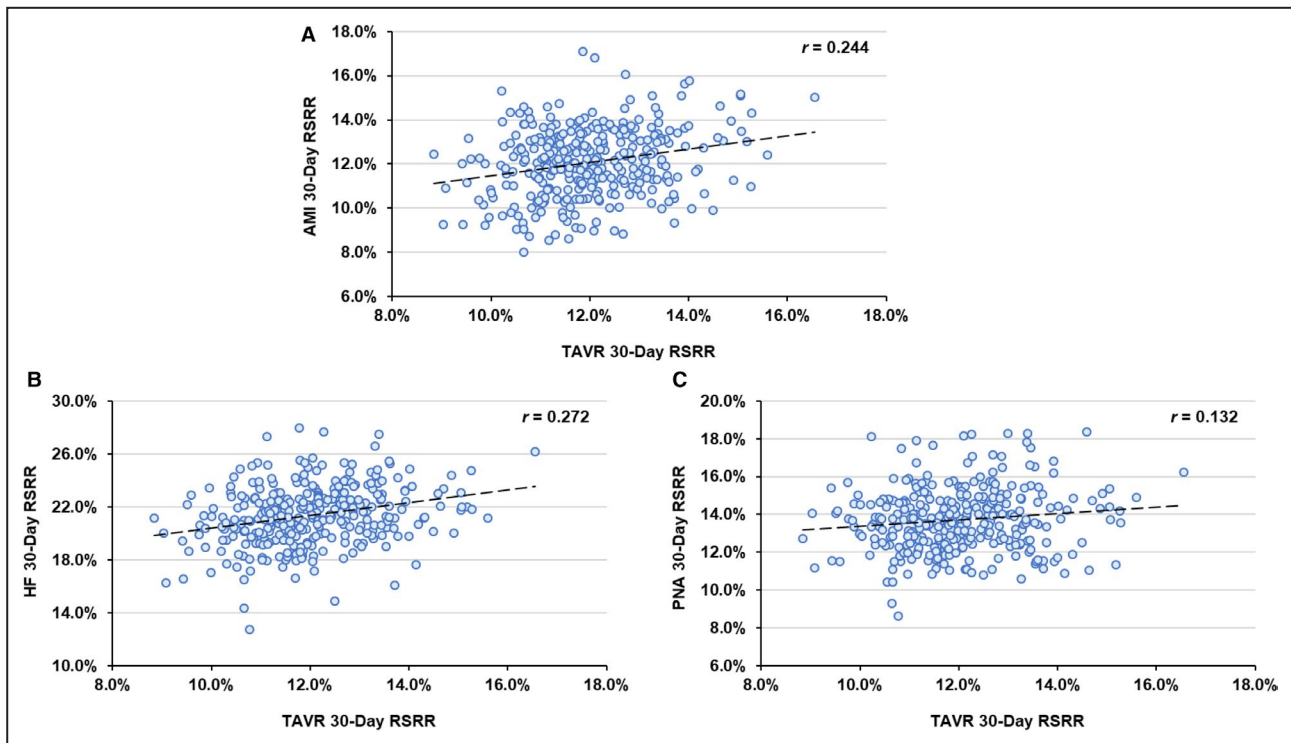 A
r = 0.244
AMI 30-Day RSRR
18.0%
16.0%
14.0%
12.0%
10.0%
8.0%
6.0%
8.0% 10.0% 12.0% 14.0% 16.0% 18.0%
TAVR 30-Day RSRR
B
r = 0.272
HF 30-Day RSRR
30.0%
26.0%
22.0%
18.0%
14.0%
10.0%
8.0% 10.0% 12.0% 14.0% 16.0% 18.0%
TAVR 30-Day RSRR
C
r = 0.132
PNA 30-Day RSRR
20.0%
18.0%
16.0%
14.0%
12.0%
10.0%
8.0%
6.0%
8.0% 10.0% 12.0% 14.0% 16.0% 18.0%
TAVR 30-Day RSRR